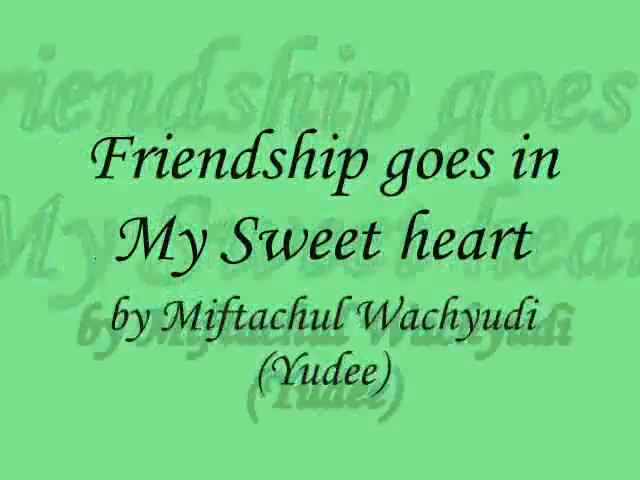 Friendship goes in
My Sweet heart
by Miftachul Wachyudi
(Yudee)